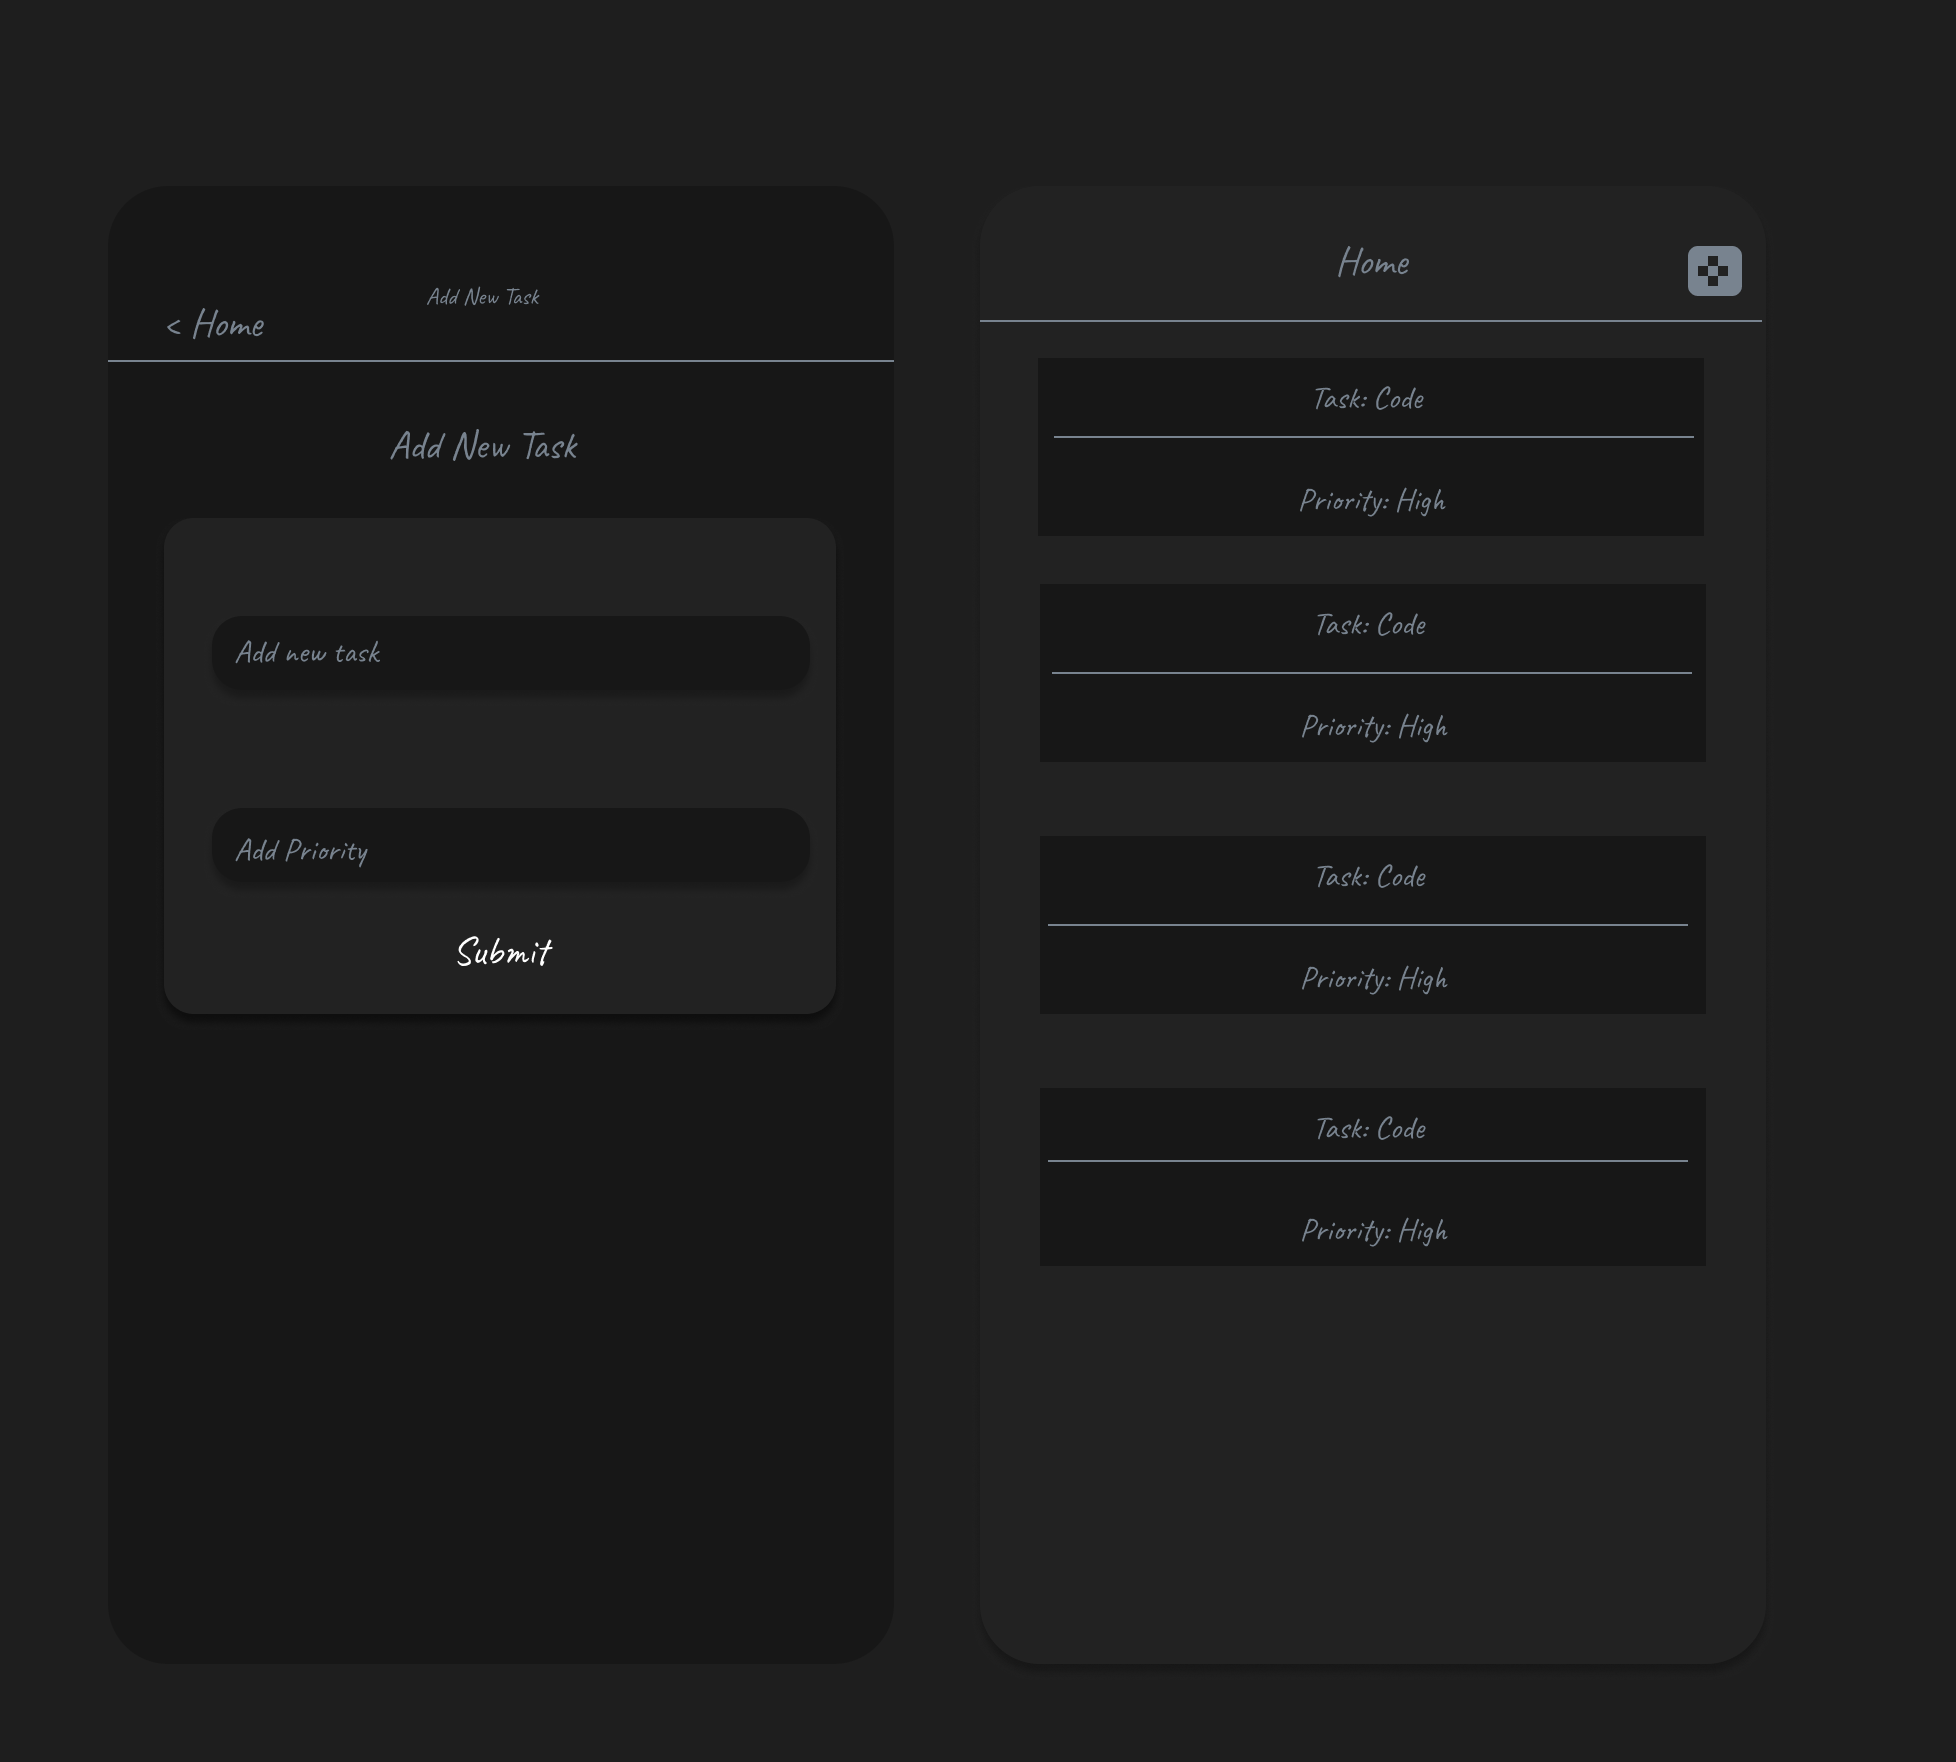 Add New Task
< Home
Add New Task
Add new task
Add Priority
Submit
Home
Task: Code
Priority: High
Task: Code
Priority: High
Task: Code
Priority: High
Task: Code
Priority: High